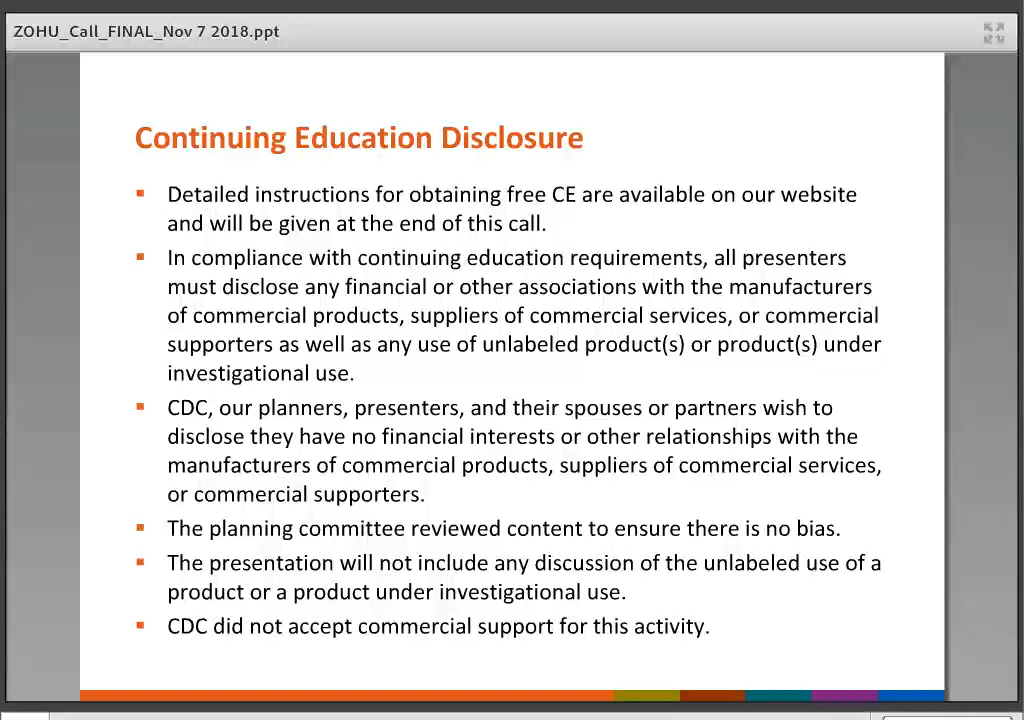 ZOHU_Call_FINAL_Nov 7 2018.ppt
Continuing Education Disclosure
▪ Detailed instructions for obtaining free CE are available on our website
and will be given at the end of this call.
▪ In compliance with continuing education requirements, all presenters
must disclose any financial or other associations with the manufacturers
of commercial products, suppliers of commercial services, or commercial
supporters as well as any use of unlabeled product(s) or product(s) under
investigational use.
▪ CDC, our planners, presenters, and their spouses or partners wish to
disclose they have no financial interests or other relationships with the
manufacturers of commercial products, suppliers of commercial services,
or commercial supporters.
▪ The planning committee reviewed content to ensure there is no bias.
▪ The presentation will not include any discussion of the unlabeled use of a
product or a product under investigational use.
▪ CDC did not accept commercial support for this activity.